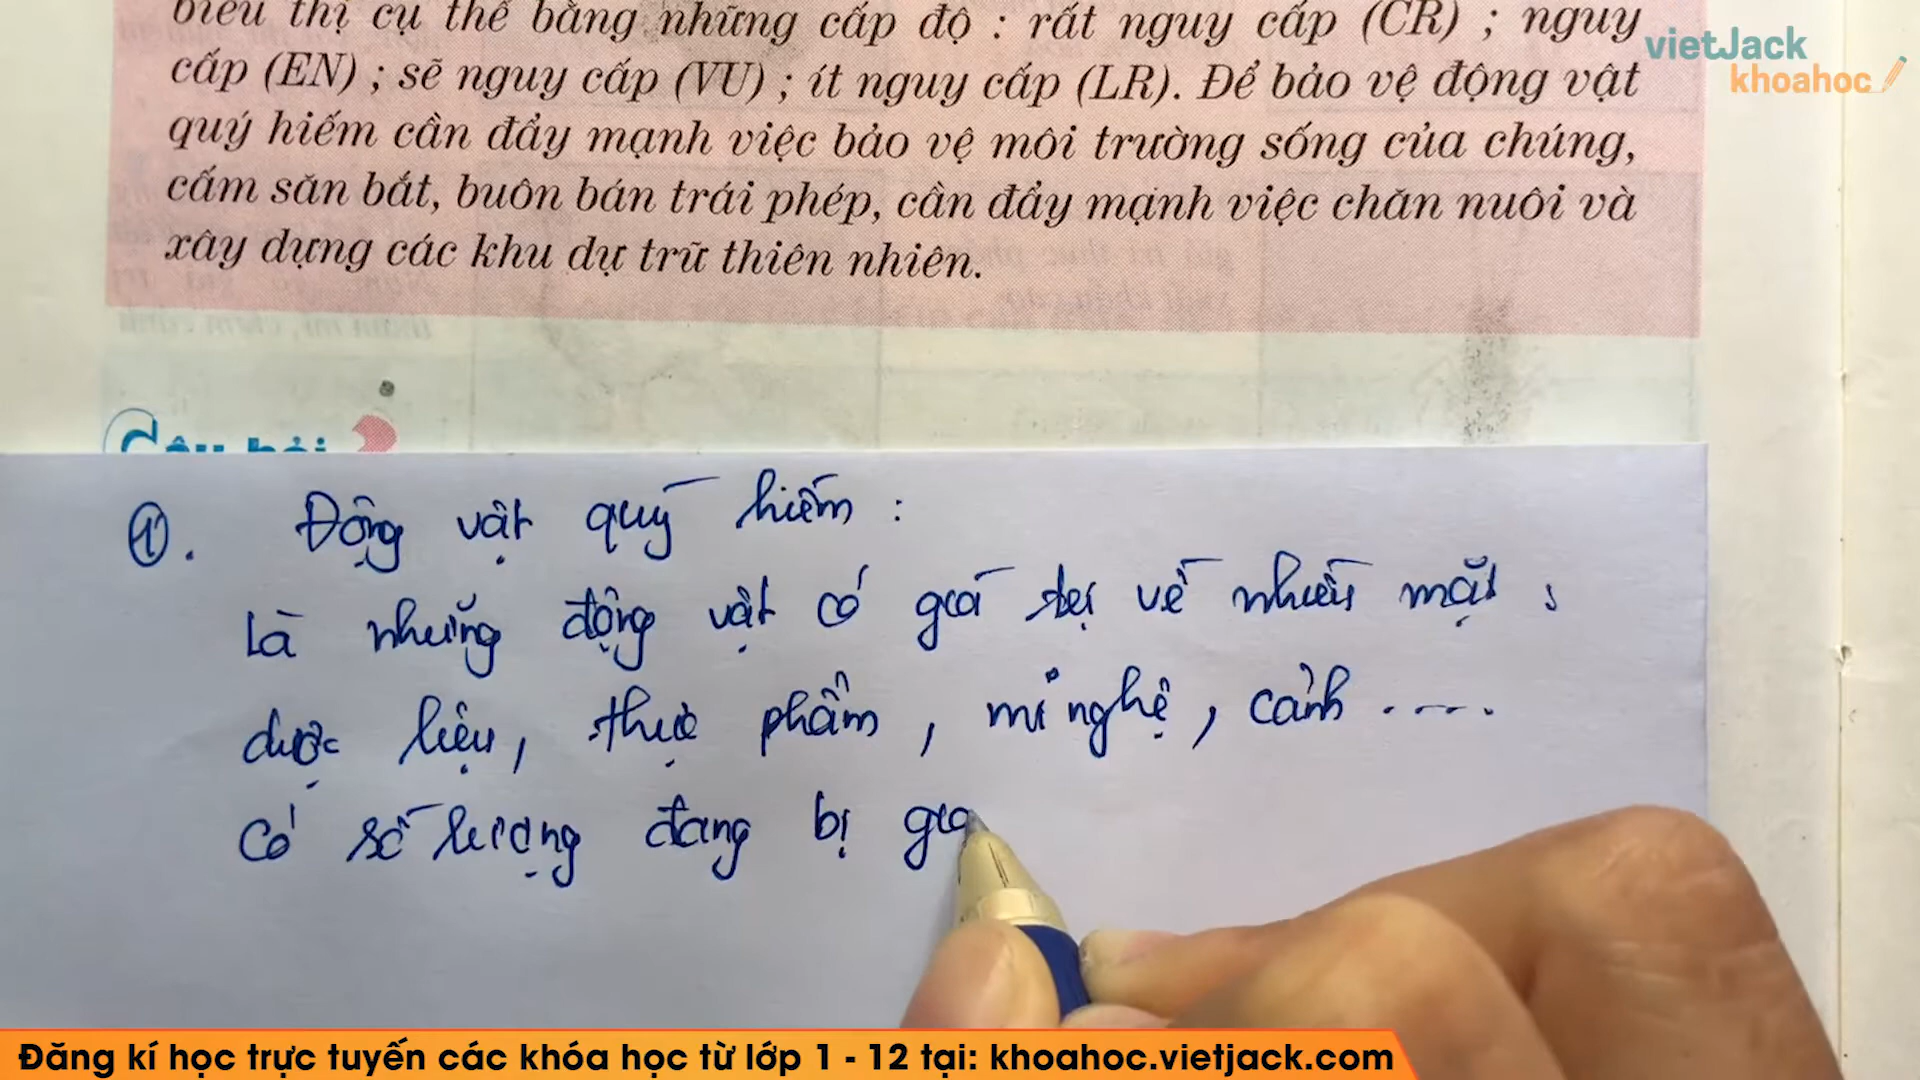 biểu thị cụ thể bằng những cấp độ : rất nguy cấp (CR) ; nguy
cấp (EN) ; sẽ nguy cấp (VU) ; ít nguy cấp (LR). Để bảo vệ động vật
quý hiếm cần đẩy mạnh việc bảo vệ môi trường sống của chúng,
cấm săn bắt, buôn bán trái phép, cần đẩy mạnh việc chăn nuôi và
xây dựng các khu dự trữ thiên nhiên.
vietJack
khoahoc
Câu hỏi
1. Động vật quý hiếm :
Là những động vật có giá trị về nhiều mặt :
dược liệu, thực phẩm, mĩ nghệ, cảnh .....
Có số lượng đang bị gia
Đăng kí học trực tuyến các khóa học từ lớp 1 - 12 tại: khoahoc.vietjack.com